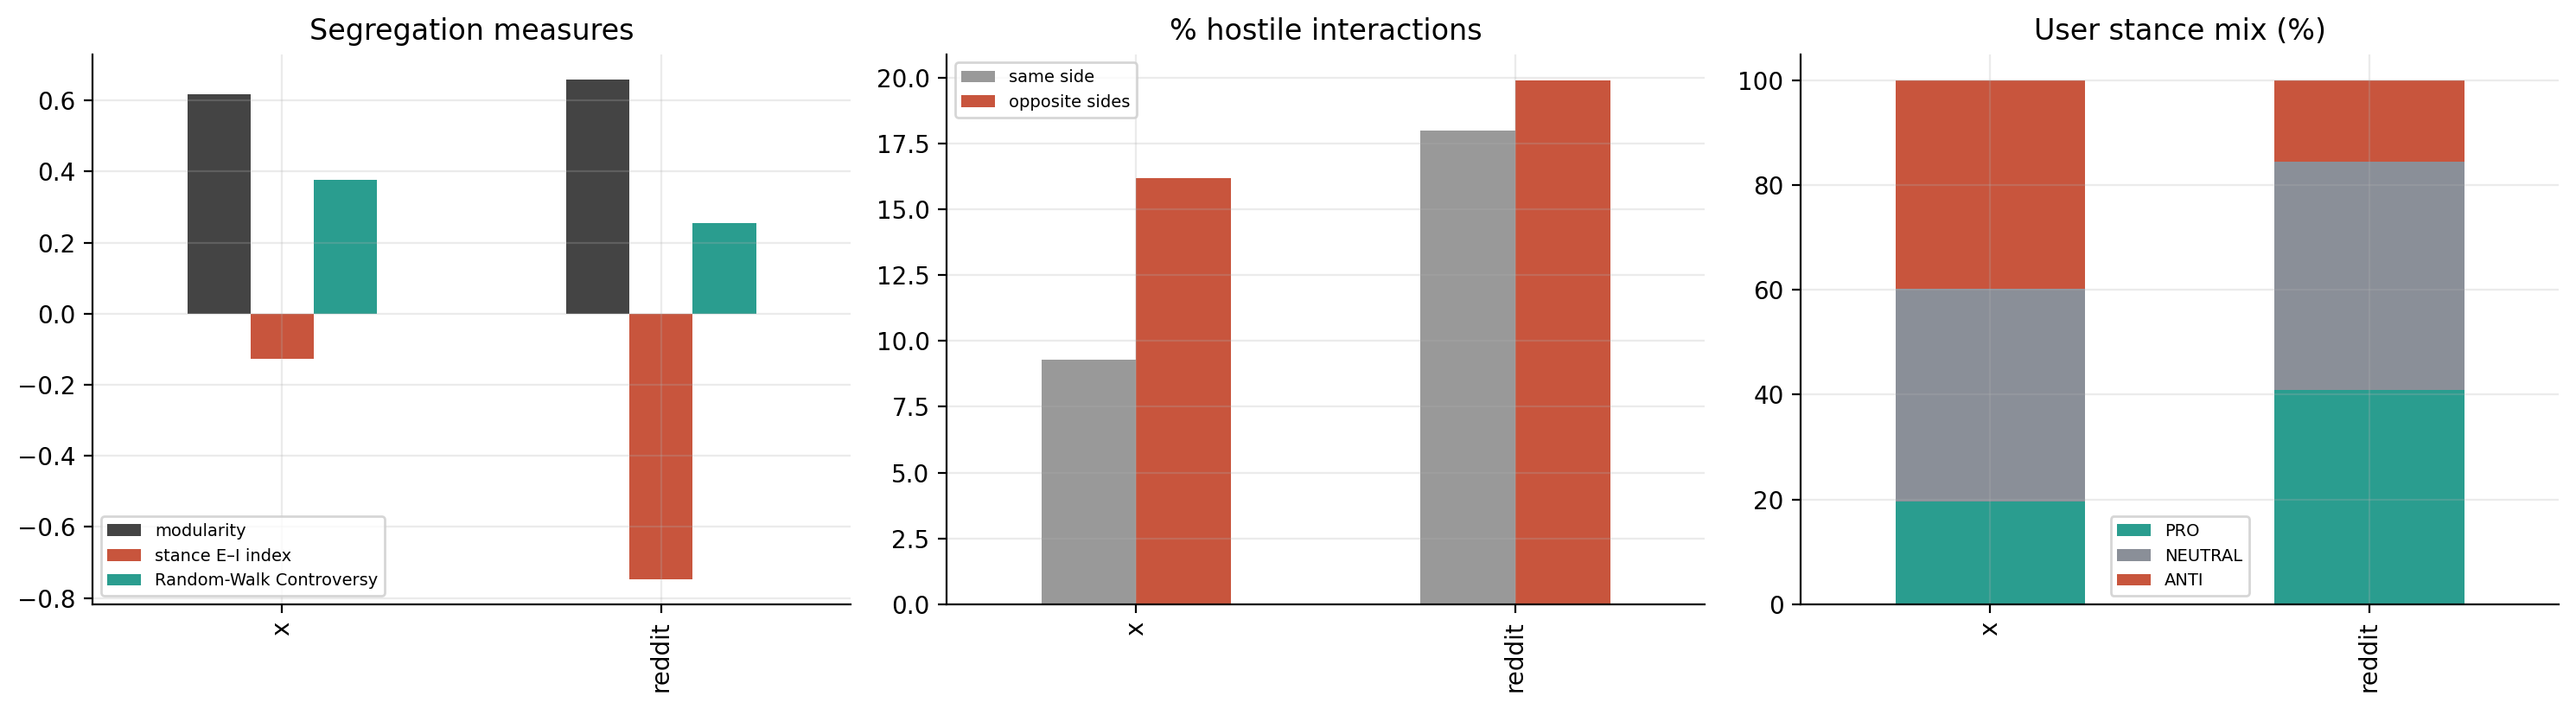 Segregation measures
0.6
0.4
0.2
0.0
−0.2
−0.4
−0.6
−0.8
modularity
stance E–I index
Random-Walk Controversy
x
reddit
% hostile interactions
20.0
17.5
15.0
12.5
10.0
7.5
5.0
2.5
0.0
same side
opposite sides
x
reddit
User stance mix (%)
100
80
60
40
20
0
PRO
NEUTRAL
ANTI
x
reddit